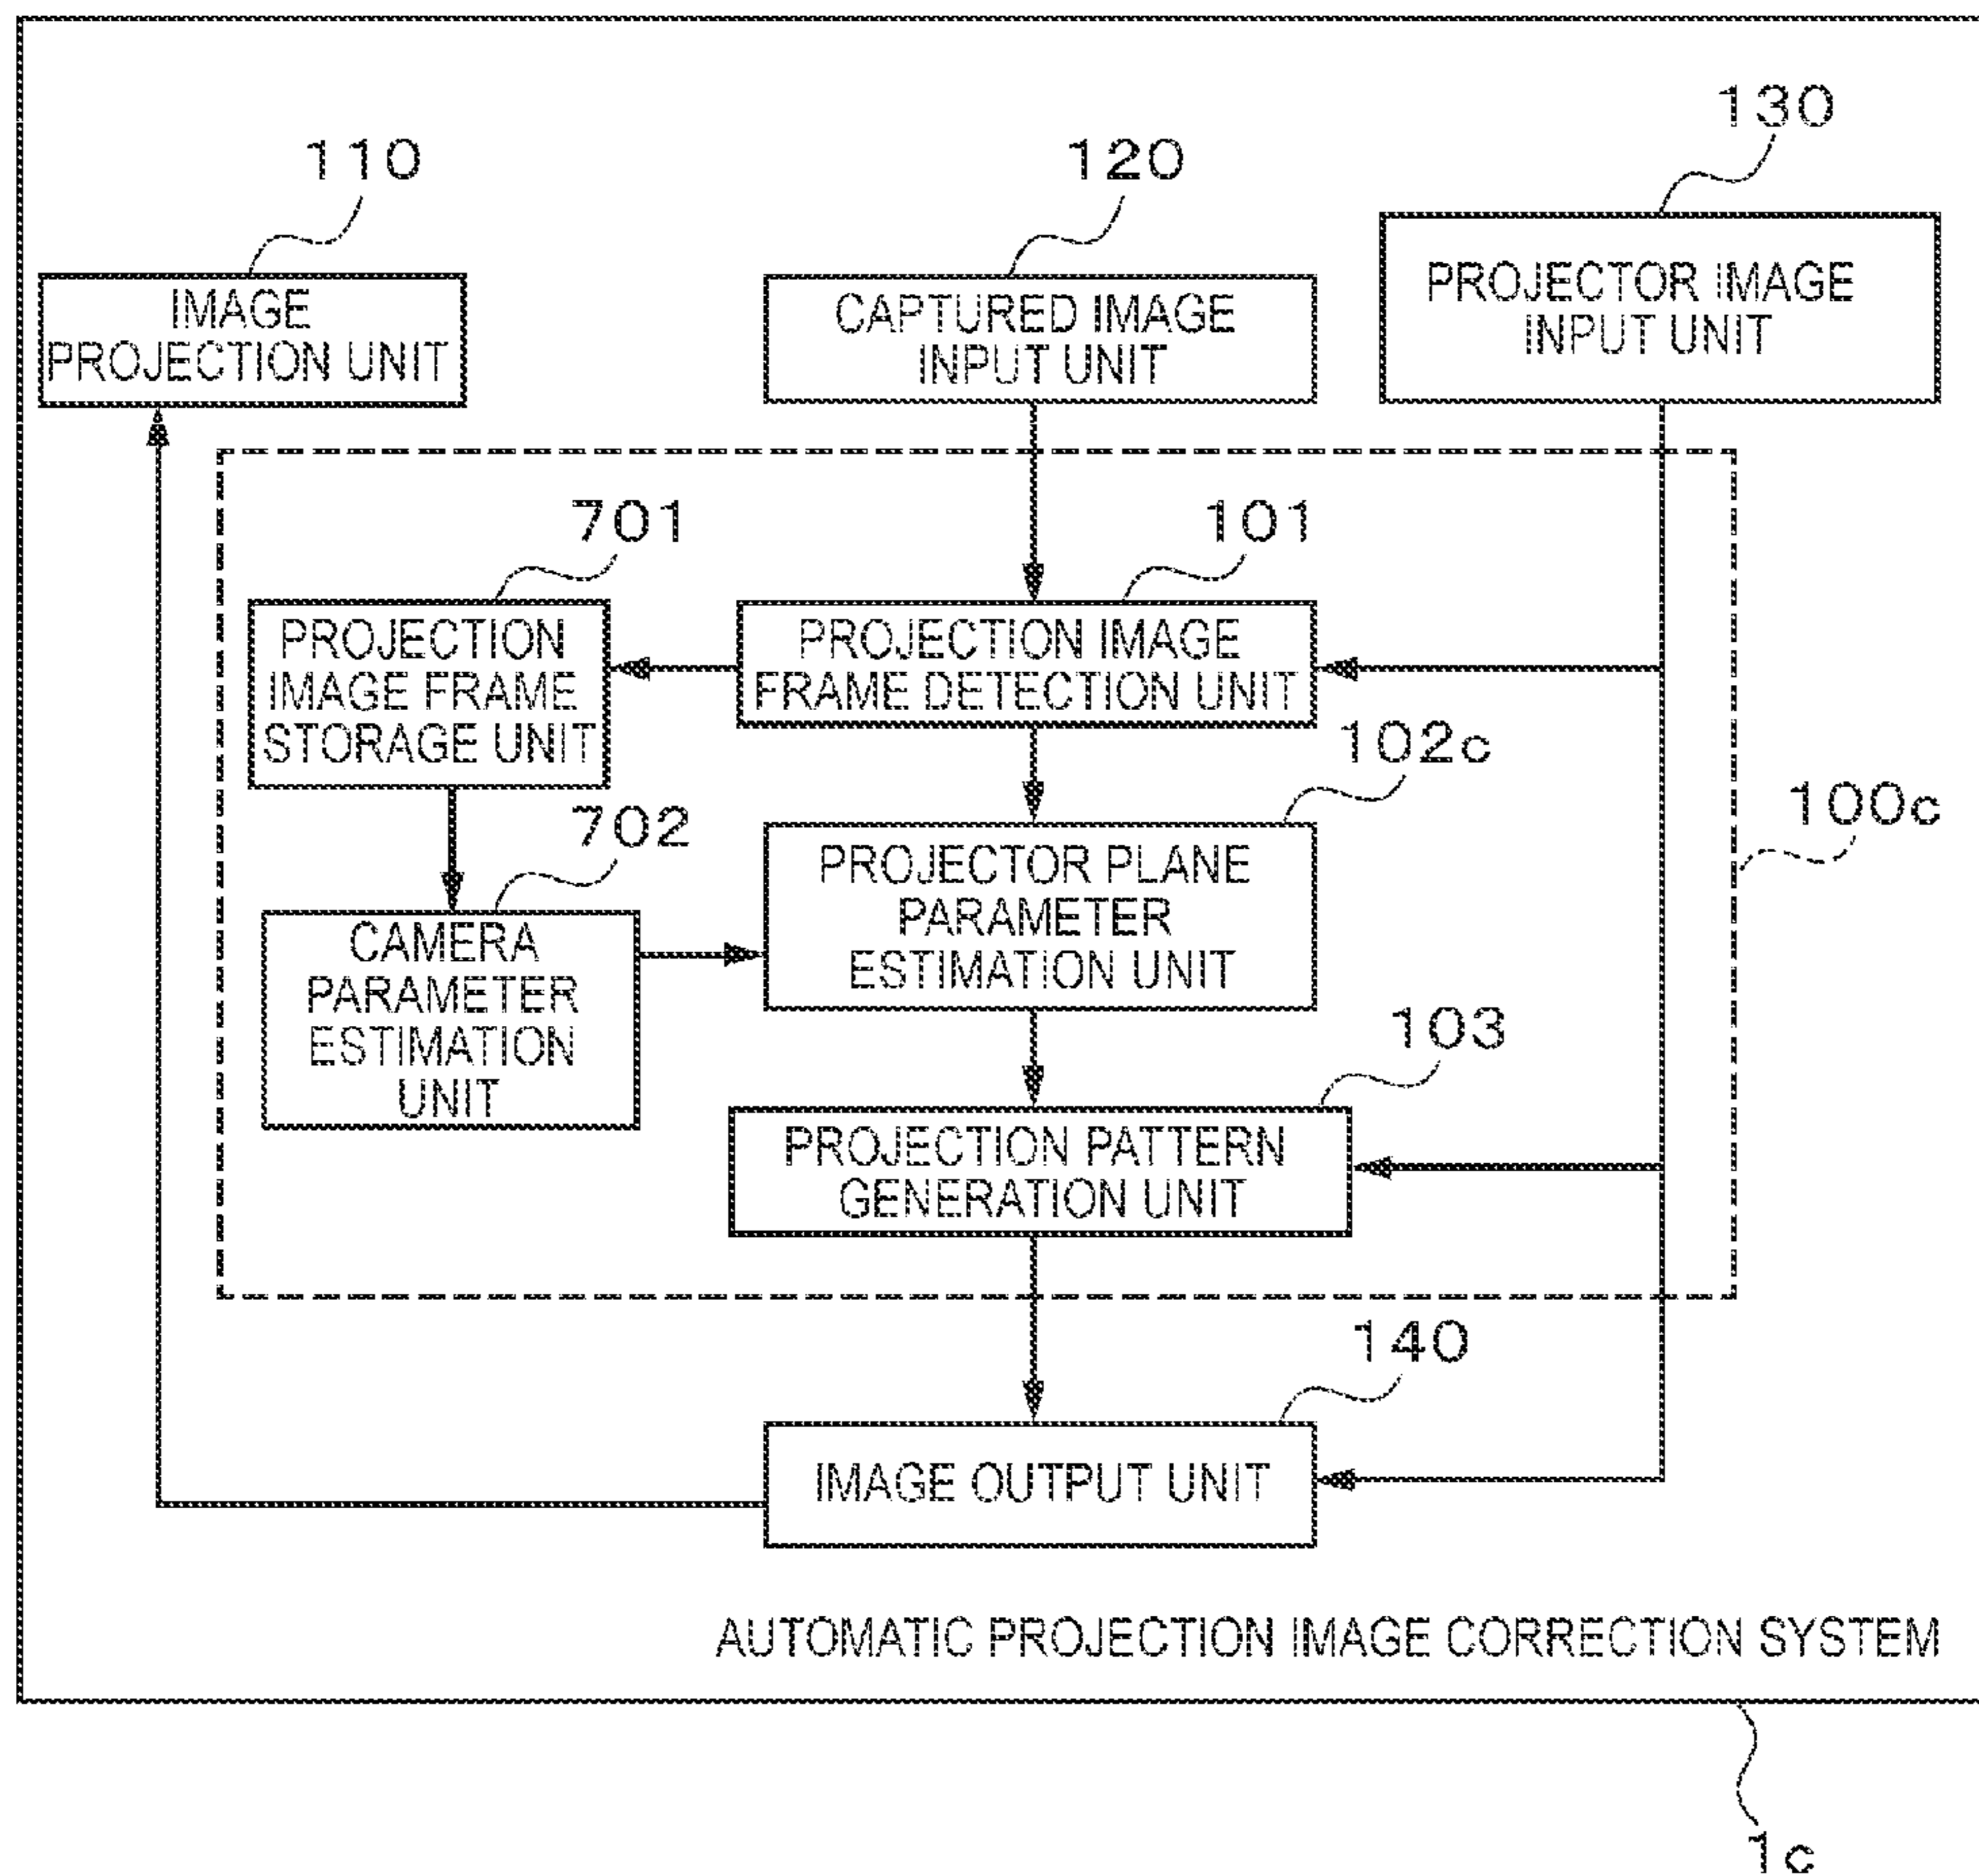 130
110
120
IMAGE
PROJECTION UNIT
CAPTURED IMAGE
INPUT UNIT
PROJECTOR IMAGE
INPUT UNIT
701
101
PROJECTION
IMAGE FRAME
STORAGE UNIT
PROJECTION IMAGE
FRAME DETECTION UNIT
102c
100c
702
PROJECTOR PLANE
PARAMETER
ESTIMATION UNIT
CAMERA
PARAMETER
ESTIMATION
UNIT
103
PROJECTION PATTERN
GENERATION UNIT
140
IMAGE OUTPUT UNIT
AUTOMATIC PROJECTION IMAGE CORRECTION SYSTEM
1c